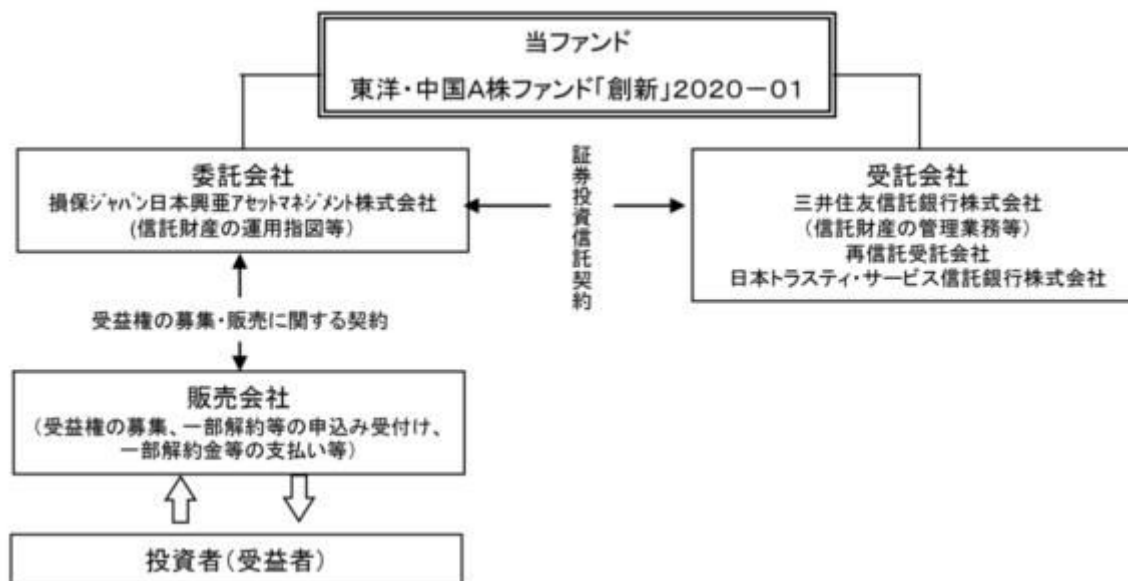 当ファンド
東洋・中国A株ファンド「創新」2020－01
委託会社
損保ｼﾞｬﾊﾟﾝ日本興亜ｱｾｯﾄﾏﾈｼﾞﾒﾝﾄ株式会社
(信託財産の運用指図等)
証券投資信託契約
受託会社
三井住友信託銀行株式会社
(信託財産の管理業務等)
再信託受託会社
日本トラスティ・サービス信託銀行株式会社
受益権の募集・販売に関する契約
販売会社
(受益権の募集、一部解約等の申込み受付け、
一部解約金等の支払い等)
投資者(受益者)